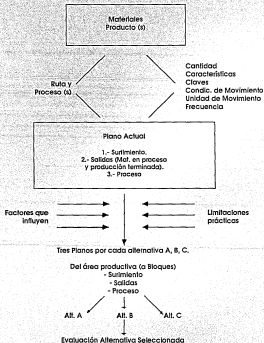 Materiales
Producto (s)
Ruta y
Proceso (s)
Cantidad
Características
Claves
Condic. de Movimiento
Unidad de Movimiento
Frecuencia
Plano Actual
1.- Surtimiento.
2.- Salidas (Mat. en proceso
y producción terminada).
3.- Proceso
Factores que
influyen
Limitaciones
prácticas
Tres Planos por cada alternativa A, B, C.
Del área productiva (a Bloques)
- Surimiento
- Salidas
- Proceso
Alt. A
Alt. B
Alt. C
Evaluación Alternativa Seleccionada